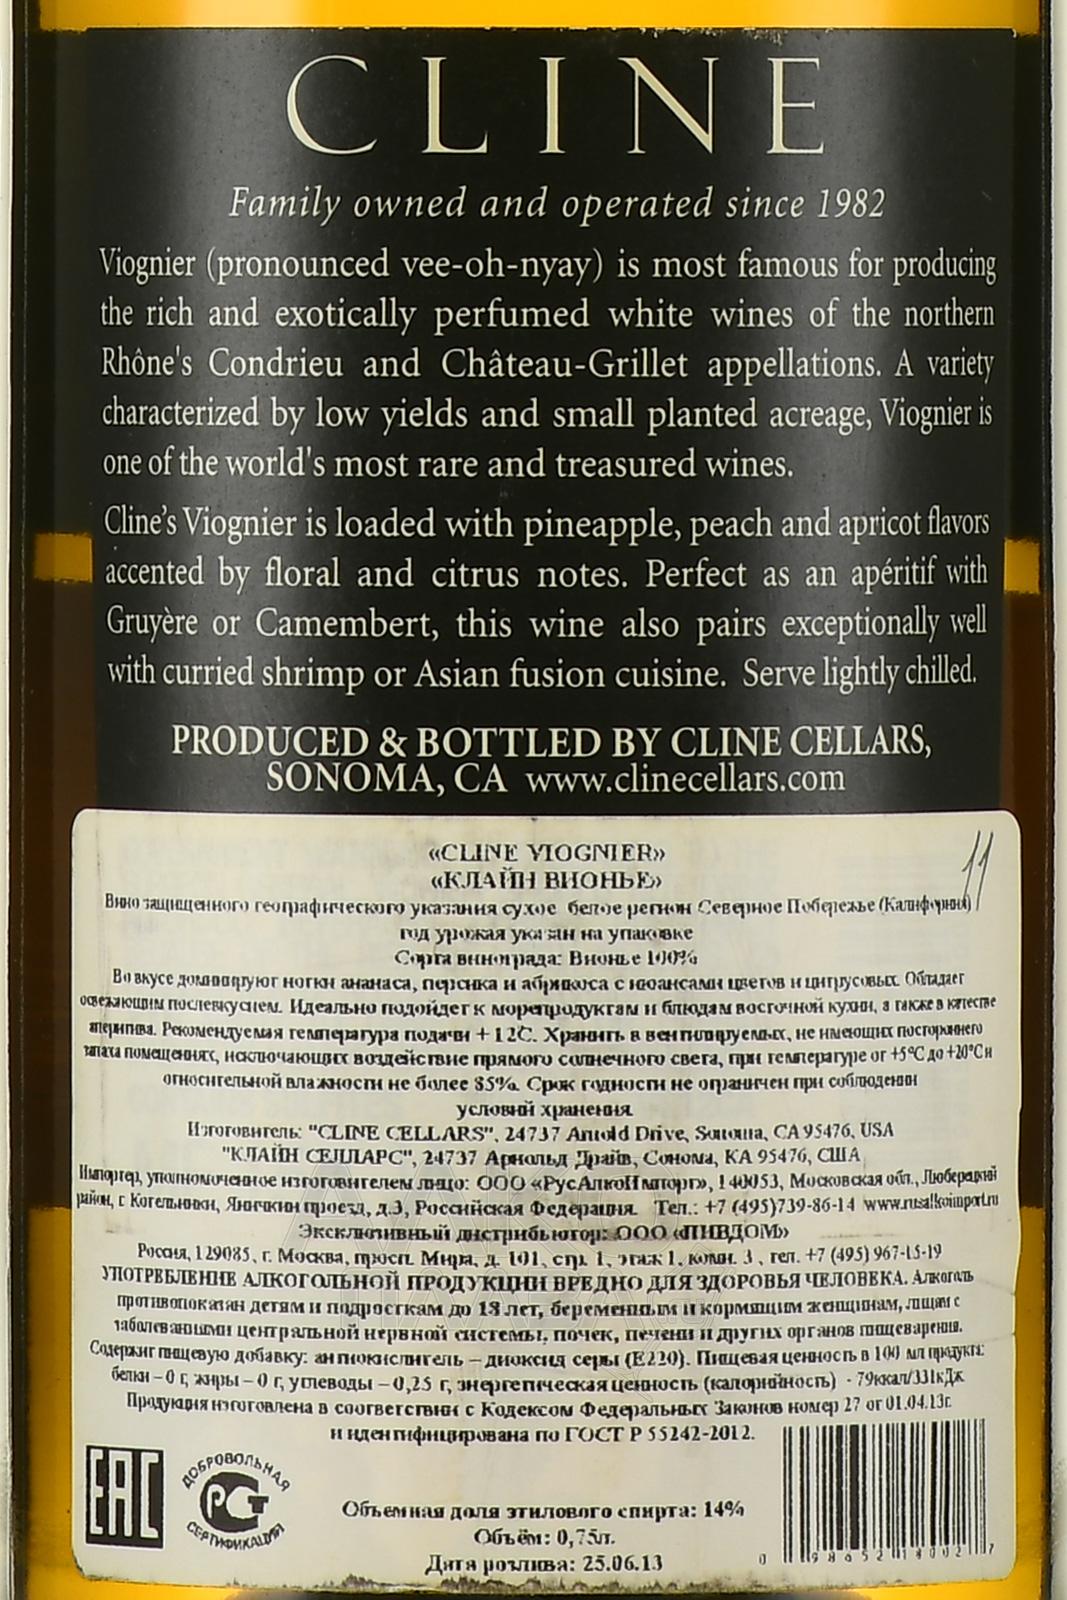 CLINE
Family owned and operated since 1982
Viognier (pronounced vee-oh-nyay) is most famous for producing
the rich and exotically perfumed white wines of the northern
Rhône's Condrieu and Château-Grillet appellations. A variety
characterized by low yields and small planted acreage, Viognier is
one of the world's most rare and treasured wines.
Cline's Viognier is loaded with pineapple, peach and apricot flavors
accented by floral and citrus notes. Perfect as an apéritif with
Gruyère or Camembert, this wine also pairs exceptionally well
with curried shrimp or Asian fusion cuisine. Serve lightly chilled.
PRODUCED & BOTTLED BY CLINE CELLARS,
SONOMA, CA www.clinecellars.com
11
«CLINE VIOGNIER»
«КЛАЙН ВИОНЬЕ»
Вино защищенного географического указания сухое белое регион Северное Побережье (Калифорния)
год урожая указан на упаковке
Сорта винограда: Вионье 100%
Во вкусе доминируют нотки ананаса, персика и абрикоса с нюансами цветов и цитрусовых. Обладает
освежающим послевкусием. Идеально подойдет к морепродуктам и блюдам восточной кухни, а также в качестве
аперитива. Рекомендуемая температура подачи +12С. Хранить в вентилируемых, не имеющих постороннего
запаха помещениях, исключающих воздействие прямого солнечного света, при температуре от +5°С до +20°С и
относительной влажности не более 85%. Срок годности не ограничен при соблюдении
условий хранения.
Изготовитель: "CLINE CELLARS", 24737 Arnold Drive, Sonoma, CA 95476, USA
"КЛАЙН СЕЛЛАРС", 24737 Арнольд Драйв, Сонома, КА 95476, США
Импортер, уполномоченное изготовителем лицо: ООО «РусАлкоИмпорт», 140053, Московская обл., Люберецкий
район, г. Котельники, Яничкин проезд, д.3, Российская Федерация. Тел.: +7 (495)739-86-14 www.rusalkoimport.ru
Эксклюзивный дистрибьютор: ООО «ПИВДОМ»
Россия, 129085, г. Москва, просп. Мира, д. 101, стр. 1, этаж 1, комн. 3 , тел. +7 (495) 967-15-19
УПОТРЕБЛЕНИЕ АЛКОГОЛЬНОЙ ПРОДУКЦИИ ВРЕДНО ДЛЯ ЗДОРОВЬЯ ЧЕЛОВЕКА. Алкоголь
противопоказан детям и подросткам до 18 лет, беременным и кормящим женщинам, лицам с
заболеваниями центральной нервной системы, почек, печени и других органов пищеварения.
Содержит пищевую добавку: антиокислитель – диоксид серы (E220). Пищевая ценность в 100 мл продукта:
белки – 0 г, жиры – 0 г, углеводы – 0,25 г, энергетическая ценность (калорийность) - 79ккал/331кДж
Продукция изготовлена в соответствии с Кодексом Федеральных Законов номер 27 от 01.04.13г.
и идентифицирована по ГОСТ Р 55242-2012.
ЕАС
ДОБРОВОЛЬНАЯ
РСТ
СЕРТИФИКАЦИЯ
Объемная доля этилового спирта: 14%
Объём: 0,75л.
Дата розлива: 25.06.13
0 98652 18002 7